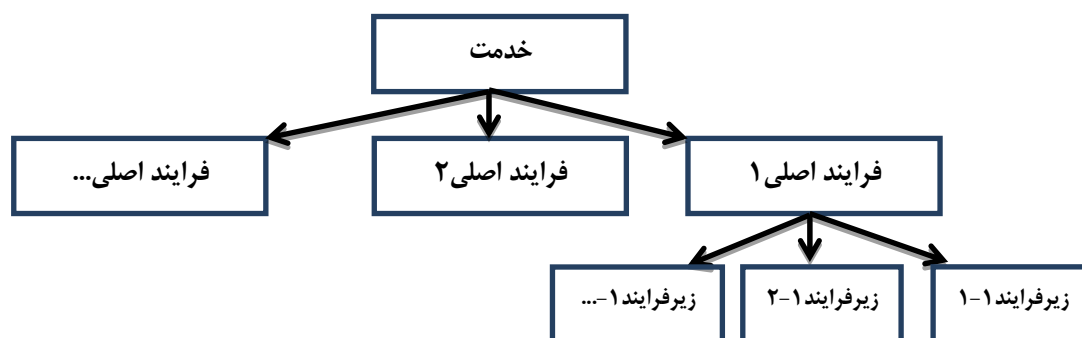 خدمت
فرایند اصلی۱
فرایند اصلی۲
فرایند اصلی...
زیرفرایند۱-۱
زیرفرایند۱-۲
زیرفرایند۱-...